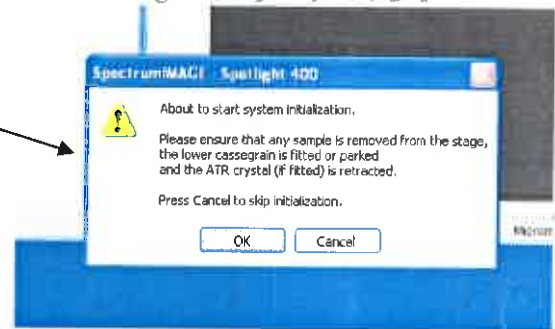 SpectrumIMAGE Spotlight 400
About to start system initialization.
Please ensure that any sample is removed from the stage,
the lower cassegrain is fitted or parked
and the ATR crystal (if fitted) is retracted.
Press Cancel to skip initialization.
OK
Cancel